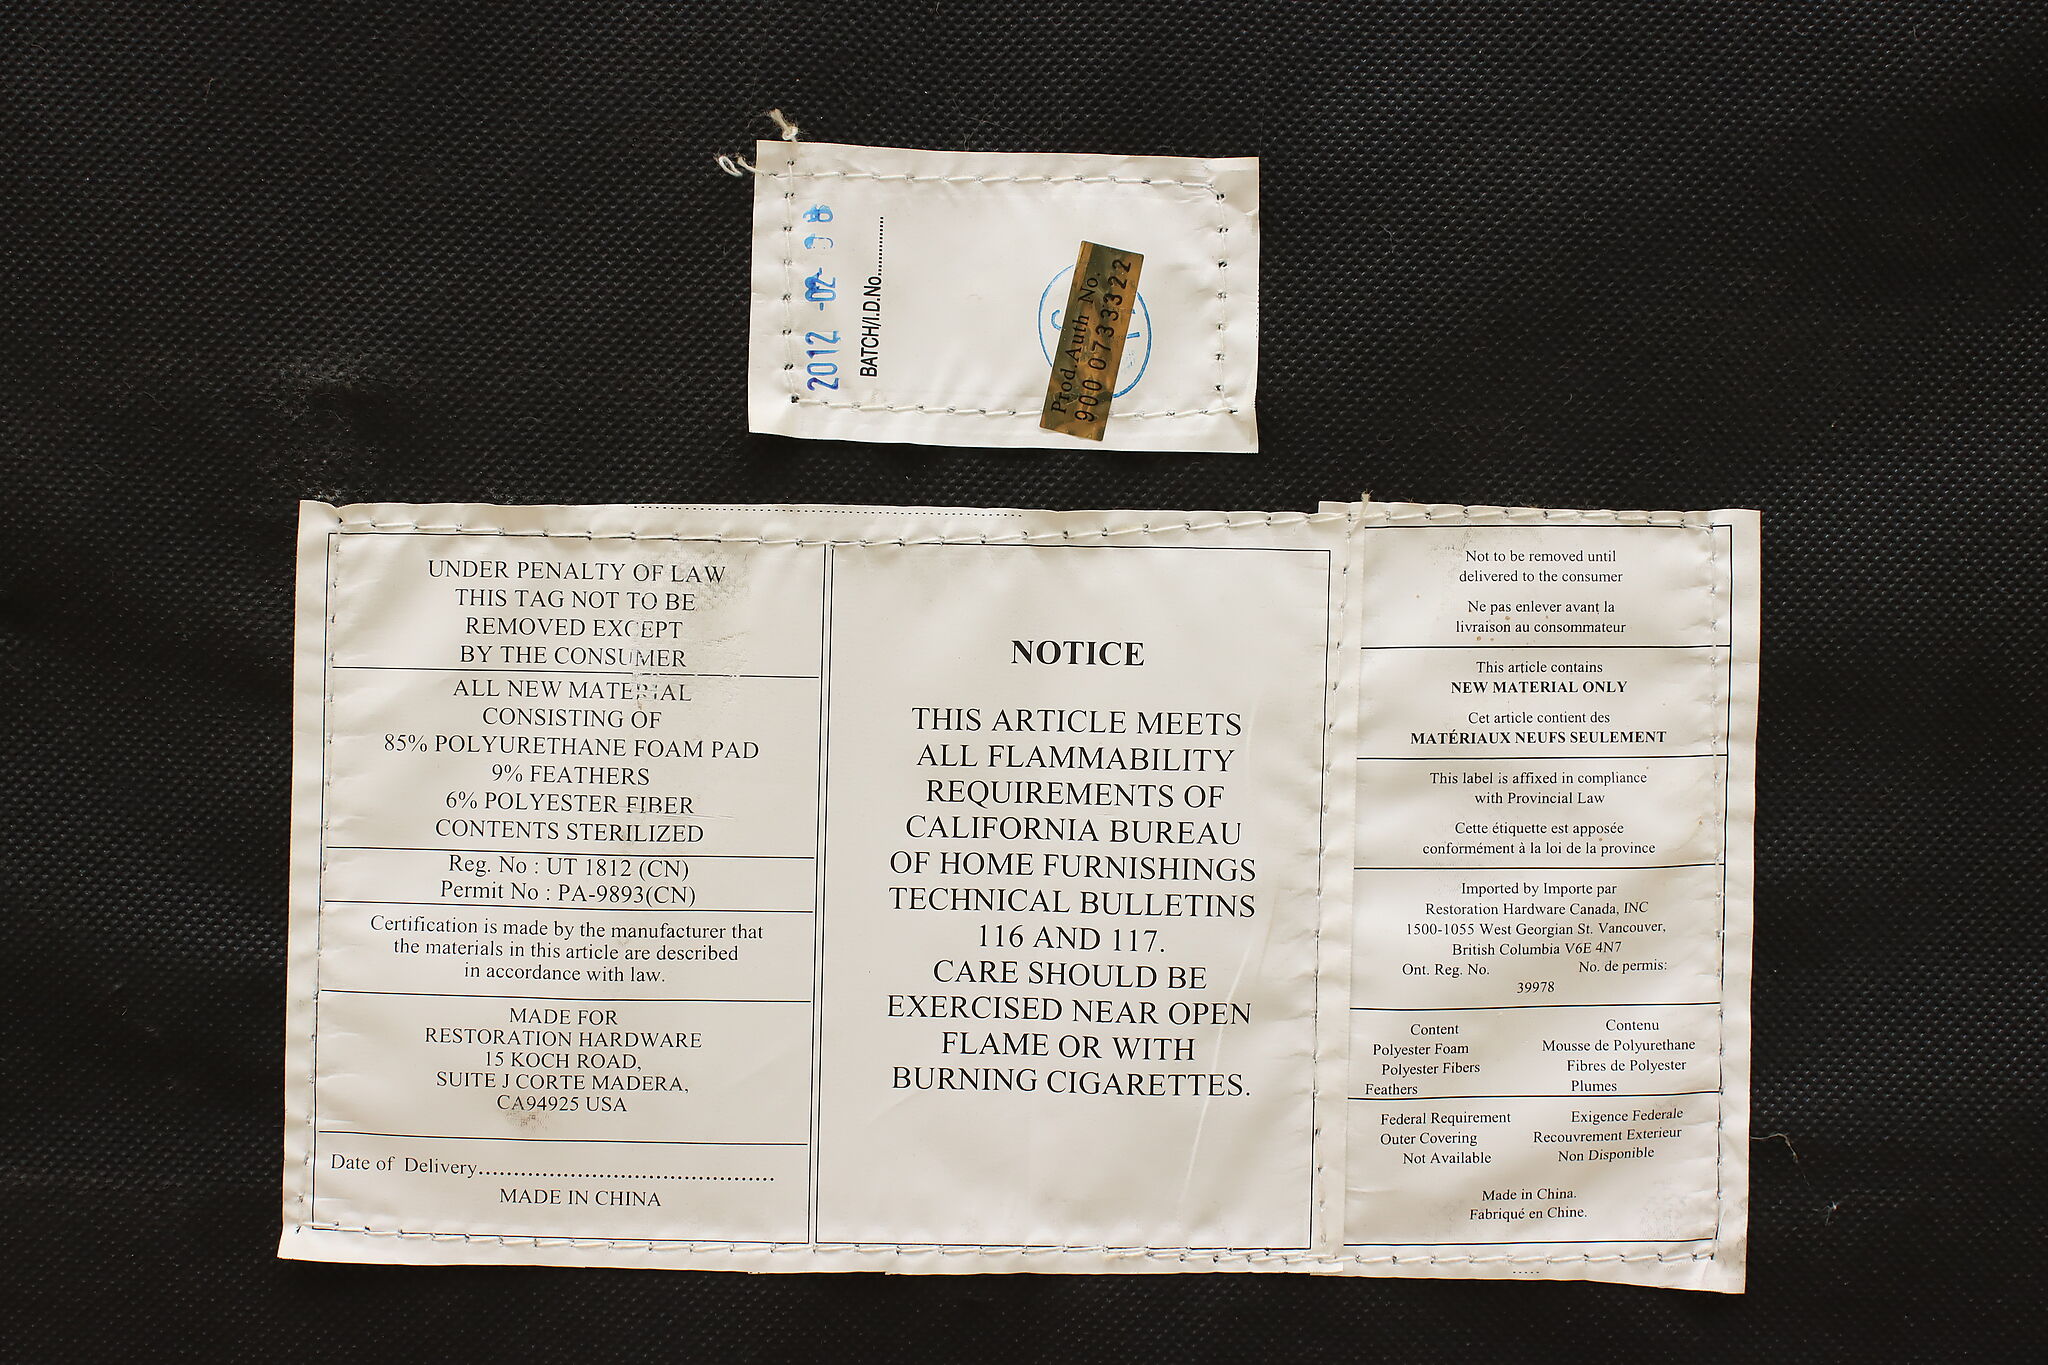 2012 -02-
BATCH/I.D.No....................
Prod. Auth No.
900 0733322
UNDER PENALTY OF LAW
THIS TAG NOT TO BE
REMOVED EXCEPT
BY THE CONSUMER
ALL NEW MATERIAL
CONSISTING OF
85% POLYURETHANE FOAM PAD
9% FEATHERS
6% POLYESTER FIBER
CONTENTS STERILIZED
Reg. No : UT 1812 (CN)
Permit No : PA-9893(CN)
Certification is made by the manufacturer that
the materials in this article are described
in accordance with law.
MADE FOR
RESTORATION HARDWARE
15 KOCH ROAD,
SUITE J CORTE MADERA,
CA94925 USA
Date of Delivery...........................................
MADE IN CHINA
NOTICE
THIS ARTICLE MEETS
ALL FLAMMABILITY
REQUIREMENTS OF
CALIFORNIA BUREAU
OF HOME FURNISHINGS
TECHNICAL BULLETINS
116 AND 117.
CARE SHOULD BE
EXERCISED NEAR OPEN
FLAME OR WITH
BURNING CIGARETTES.
Not to be removed until
delivered to the consumer
Ne pas enlever avant la
livraison au consommateur
This article contains
NEW MATERIAL ONLY
Cet article contient des
MATÉRIAUX NEUFS SEULEMENT
This label is affixed in compliance
with Provincial Law
Cette étiquette est apposée
conformément à la loi de la province
Imported by Importe par
Restoration Hardware Canada, INC
1500-1055 West Georgian St. Vancouver,
British Columbia V6E 4N7
Ont. Reg. No. No. de permis:
39978
Content Contenu
Polyester Foam Mousse de Polyurethane
Polyester Fibers Fibres de Polyester
Feathers Plumes
Federal Requirement Exigence Federale
Outer Covering Recouvrement Exterieur
Not Available Non Disponible
Made in China.
Fabriqué en Chine.